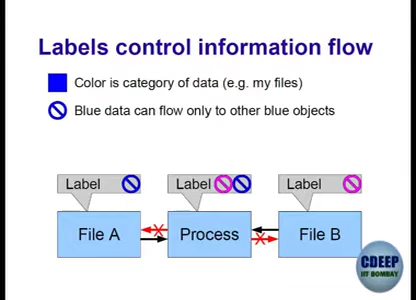 Labels control information flow
Color is category of data (e.g. my files)
Blue data can flow only to other blue objects
Label
Label
Label
File A
Process
File B
CDEEP
IIT BOMBAY